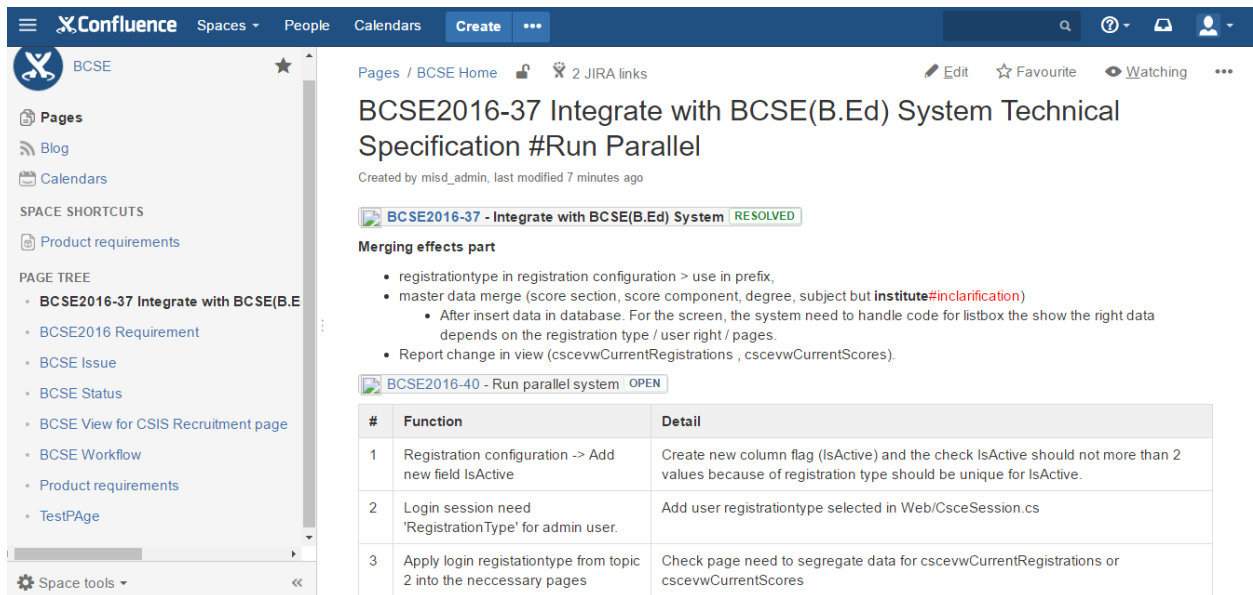 Confluence Spaces People Calendars Create •••
BCSE
Pages
Blog
Calendars
SPACE SHORTCUTS
Product requirements
PAGE TREE
BCSE2016-37 Integrate with BCSE(B.E
BCSE2016 Requirement
BCSE Issue
BCSE Status
BCSE View for CSIS Recruitment page
BCSE Workflow
Product requirements
TestPAge
Space tools
Pages / BCSE Home 2 JIRA links Edit Favourite Watching •••
BCSE2016-37 Integrate with BCSE(B.Ed) System Technical
Specification #Run Parallel
Created by misd_admin, last modified 7 minutes ago
BCSE2016-37 - Integrate with BCSE(B.Ed) System RESOLVED
Merging effects part
• registrationtype in registration configuration > use in prefix,
• master data merge (score section, score component, degree, subject but institute#inclarification)
• After insert data in database. For the screen, the system need to handle code for listbox the show the right data
depends on the registration type / user right / pages.
• Report change in view (cscevwCurrentRegistrations , cscevwCurrentScores).
BCSE2016-40 - Run parallel system OPEN
# Function Detail
1 Registration configuration -> Add Create new column flag (IsActive) and the check IsActive should not more than 2
new field IsActive values because of registration type should be unique for IsActive.
2 Login session need Add user registrationtype selected in Web/CsceSession.cs
'RegistrationType' for admin user.
3 Apply login registationtype from topic Check page need to segregate data for cscevwCurrentRegistrations or
2 into the neccessary pages cscevwCurrentScores